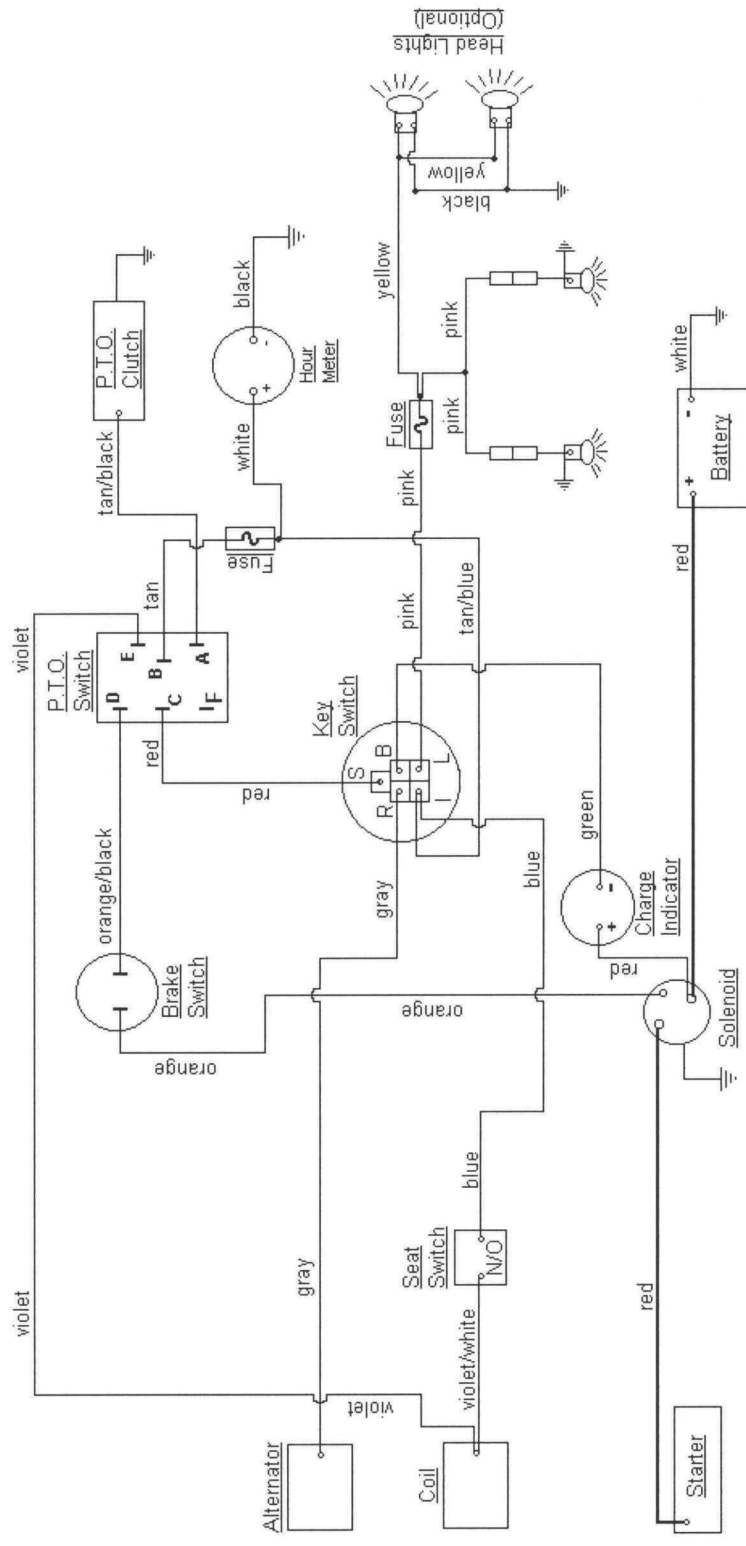 violet
violet
violet
P.T.O.
Switch
D
E
C
B
F
A
tan
tan/black
P.T.O.
Clutch
Fuse
white
Hour
Meter
+
-
black
orange/black
red
red
Brake
Switch
orange
orange
Alternator
gray
gray
Key
Switch
S
R
B
I
L
pink
tan/blue
pink
Fuse
pink
pink
yellow
yellow
black
Head Lights
(Optional)
Coil
violet/white
Seat
Switch
N/O
blue
blue
green
Charge
Indicator
+
-
red
Solenoid
red
red
Starter
Battery
+
-
white